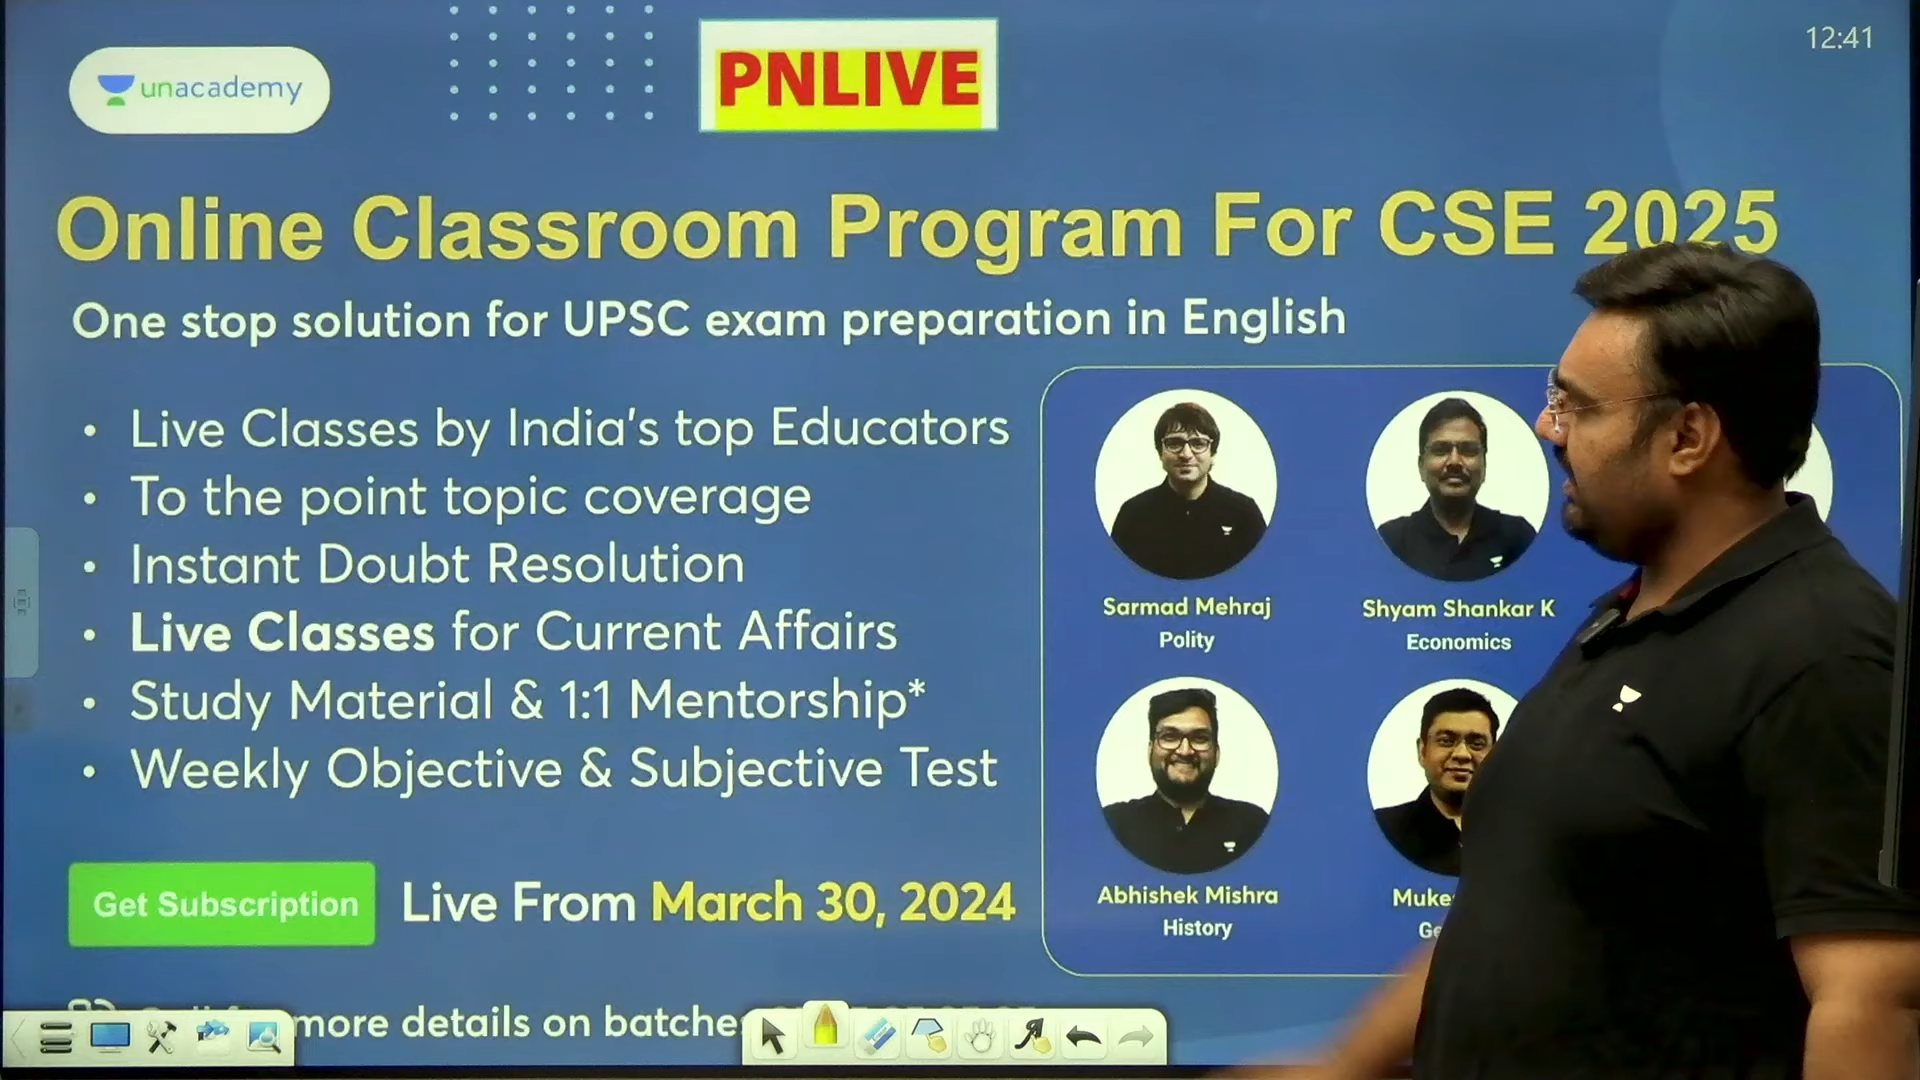 unacademy
PNLIVE
12:41
Online Classroom Program For CSE 2025
One stop solution for UPSC exam preparation in English
• Live Classes by India's top Educators
• To the point topic coverage
• Instant Doubt Resolution
• Live Classes for Current Affairs
• Study Material & 1:1 Mentorship*
• Weekly Objective & Subjective Test
Get Subscription
Live From March 30, 2024
more details on batche
Sarmad Mehraj
Polity
Shyam Shankar K
Economics
Abhishek Mishra
History
Muke
Ge